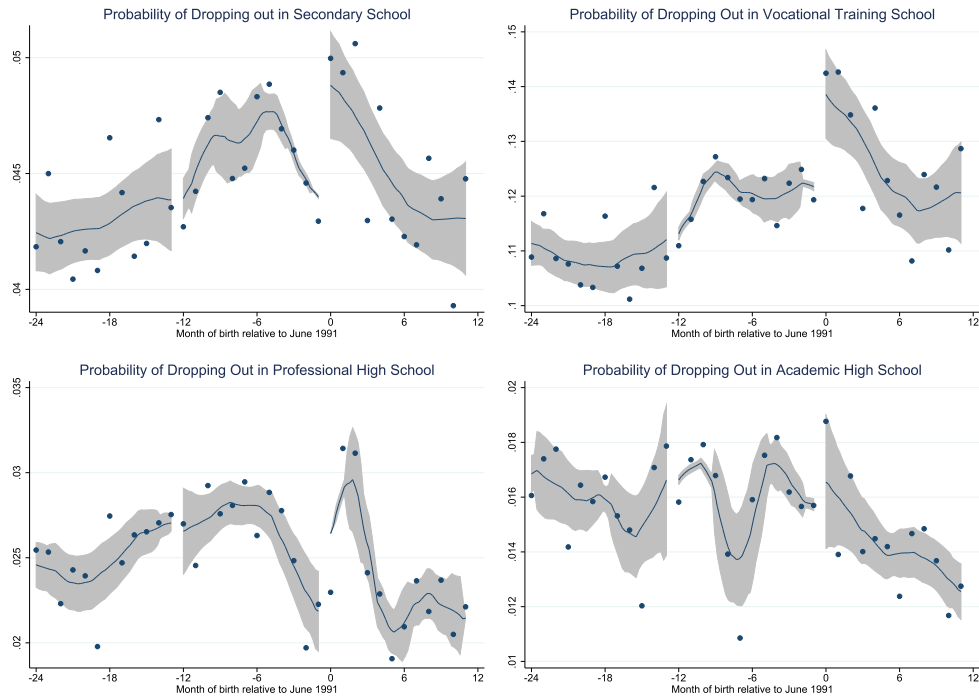 Probability of Dropping out in Secondary School
.05
.45
.04
-24 -18 -12 -6 0 6 12
Month of birth relative to June 1991
Probability of Dropping Out in Vocational Training School
.15
.14
.13
.12
.11
.1
-24 -18 -12 -6 0 6 12
Month of birth relative to June 1991
Probability of Dropping Out in Professional High School
.035
.03
.025
.02
-24 -18 -12 -6 0 6 12
Month of birth relative to June 1991
Probability of Dropping Out in Academic High School
.02
.018
.016
.014
.012
.01
-24 -18 -12 -6 0 6 12
Month of birth relative to June 1991